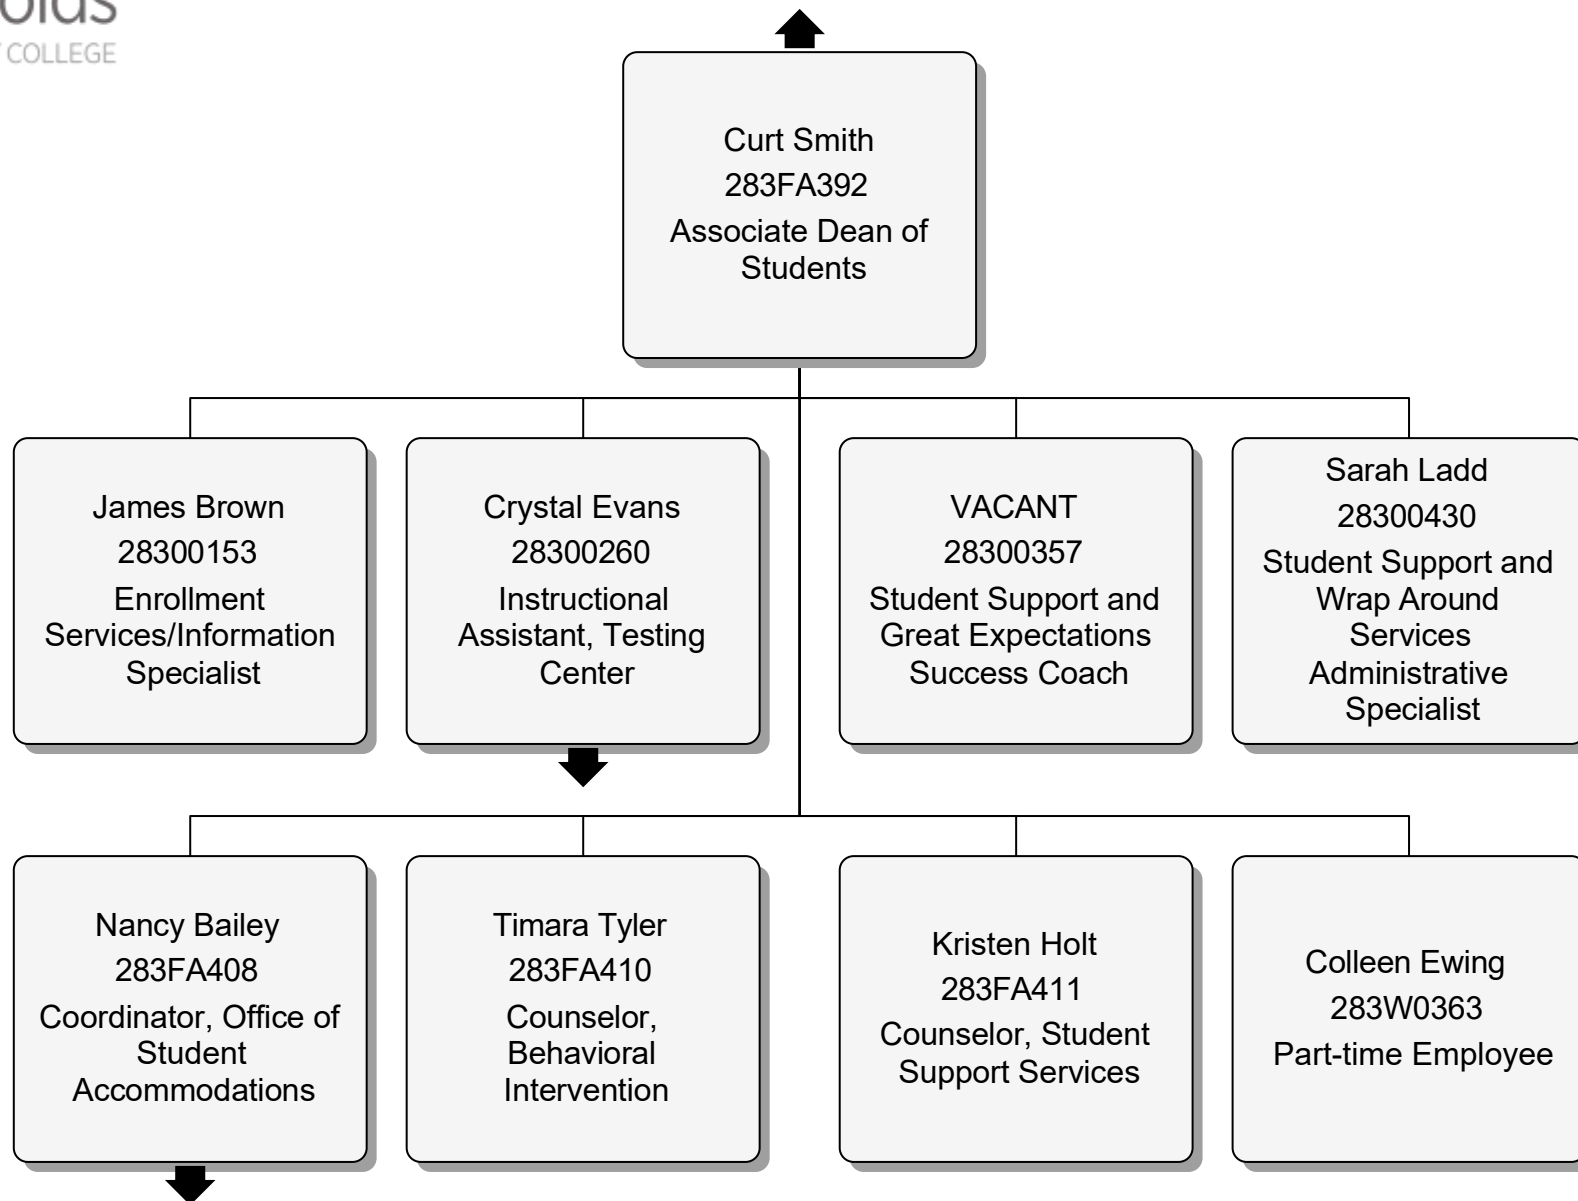 COLLEGE
Curt Smith
283FA392
Associate Dean of
Students
James Brown
28300153
Enrollment
Services/Information
Specialist
Crystal Evans
28300260
Instructional
Assistant, Testing
Center
VACANT
28300357
Student Support and
Great Expectations
Success Coach
Sarah Ladd
28300430
Student Support and
Wrap Around
Services
Administrative
Specialist
Nancy Bailey
283FA408
Coordinator, Office of
Student
Accommodations
Timara Tyler
283FA410
Counselor,
Behavioral
Intervention
Kristen Holt
283FA411
Counselor, Student
Support Services
Colleen Ewing
283W0363
Part-time Employee